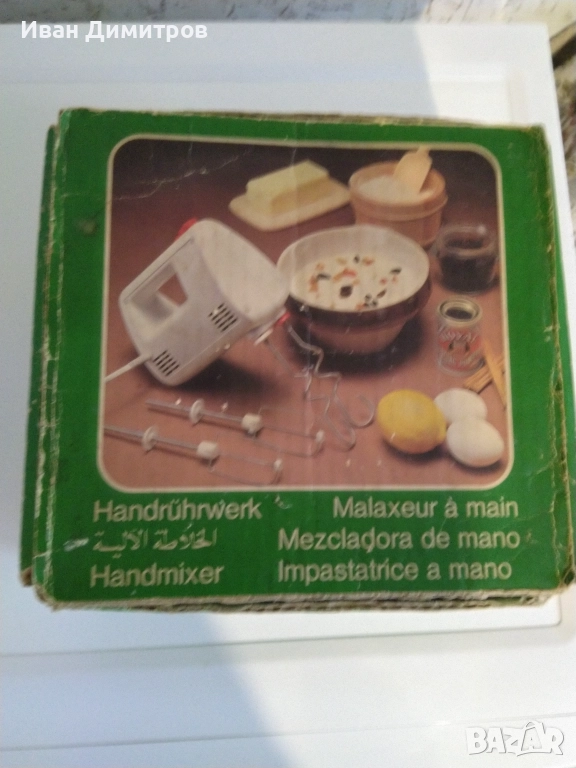 Иван Димитров
Handrührwerk
Malaxeur à main
الخلاطة الآلية
Mezcladora de mano
Handmixer
Impastatrice a mano
BAZAR